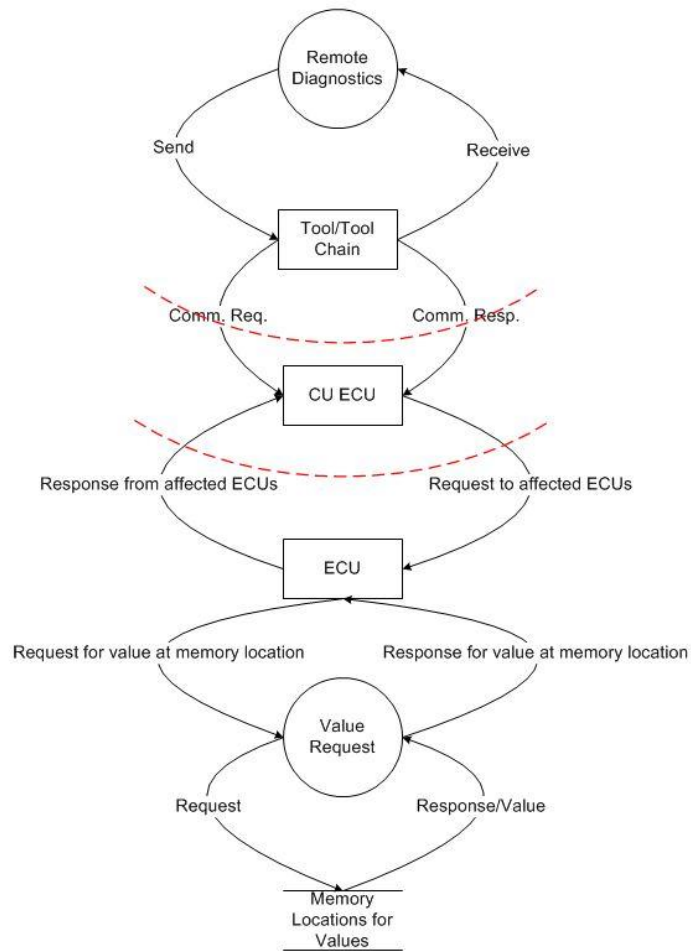 Remote
Diagnostics
Send
Receive
Tool/Tool
Chain
Comm. Req.
Comm. Resp.
CU ECU
Response from affected ECUs
Request to affected ECUs
ECU
Request for value at memory location
Response for value at memory location
Value
Request
Request
Response/Value
Memory
Locations for
Values